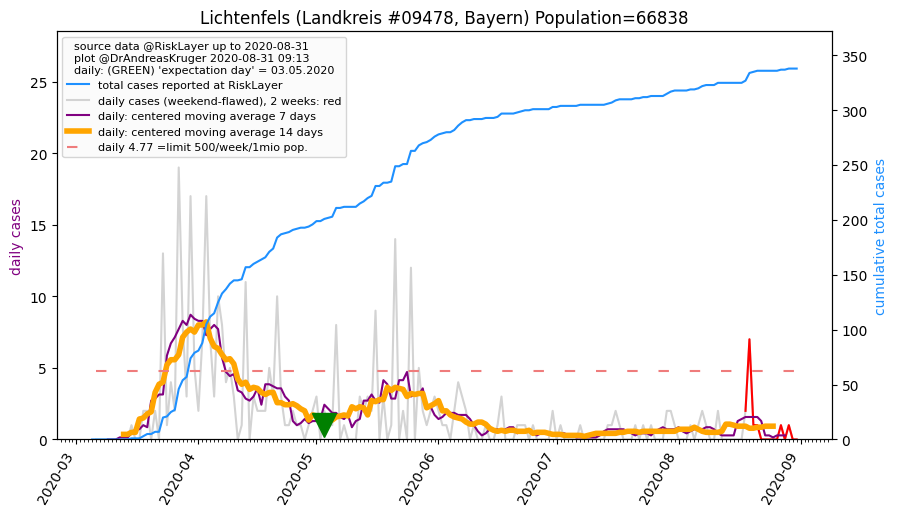 Lichtenfels (Landkreis #09478, Bayern) Population=66838
source data @RiskLayer up to 2020-08-31
plot @DrAndreasKruger 2020-08-31 09:13
daily: (GREEN) 'expectation day' = 03.05.2020
total cases reported at RiskLayer
daily cases (weekend-flawed), 2 weeks: red
daily: centered moving average 7 days
daily: centered moving average 14 days
daily 4.77 =limit 500/week/1mio pop.
daily cases
25
20
15
10
5
0
cumulative total cases
350
300
250
200
150
100
50
0
2020-03
2020-04
2020-05
2020-06
2020-07
2020-08
2020-09